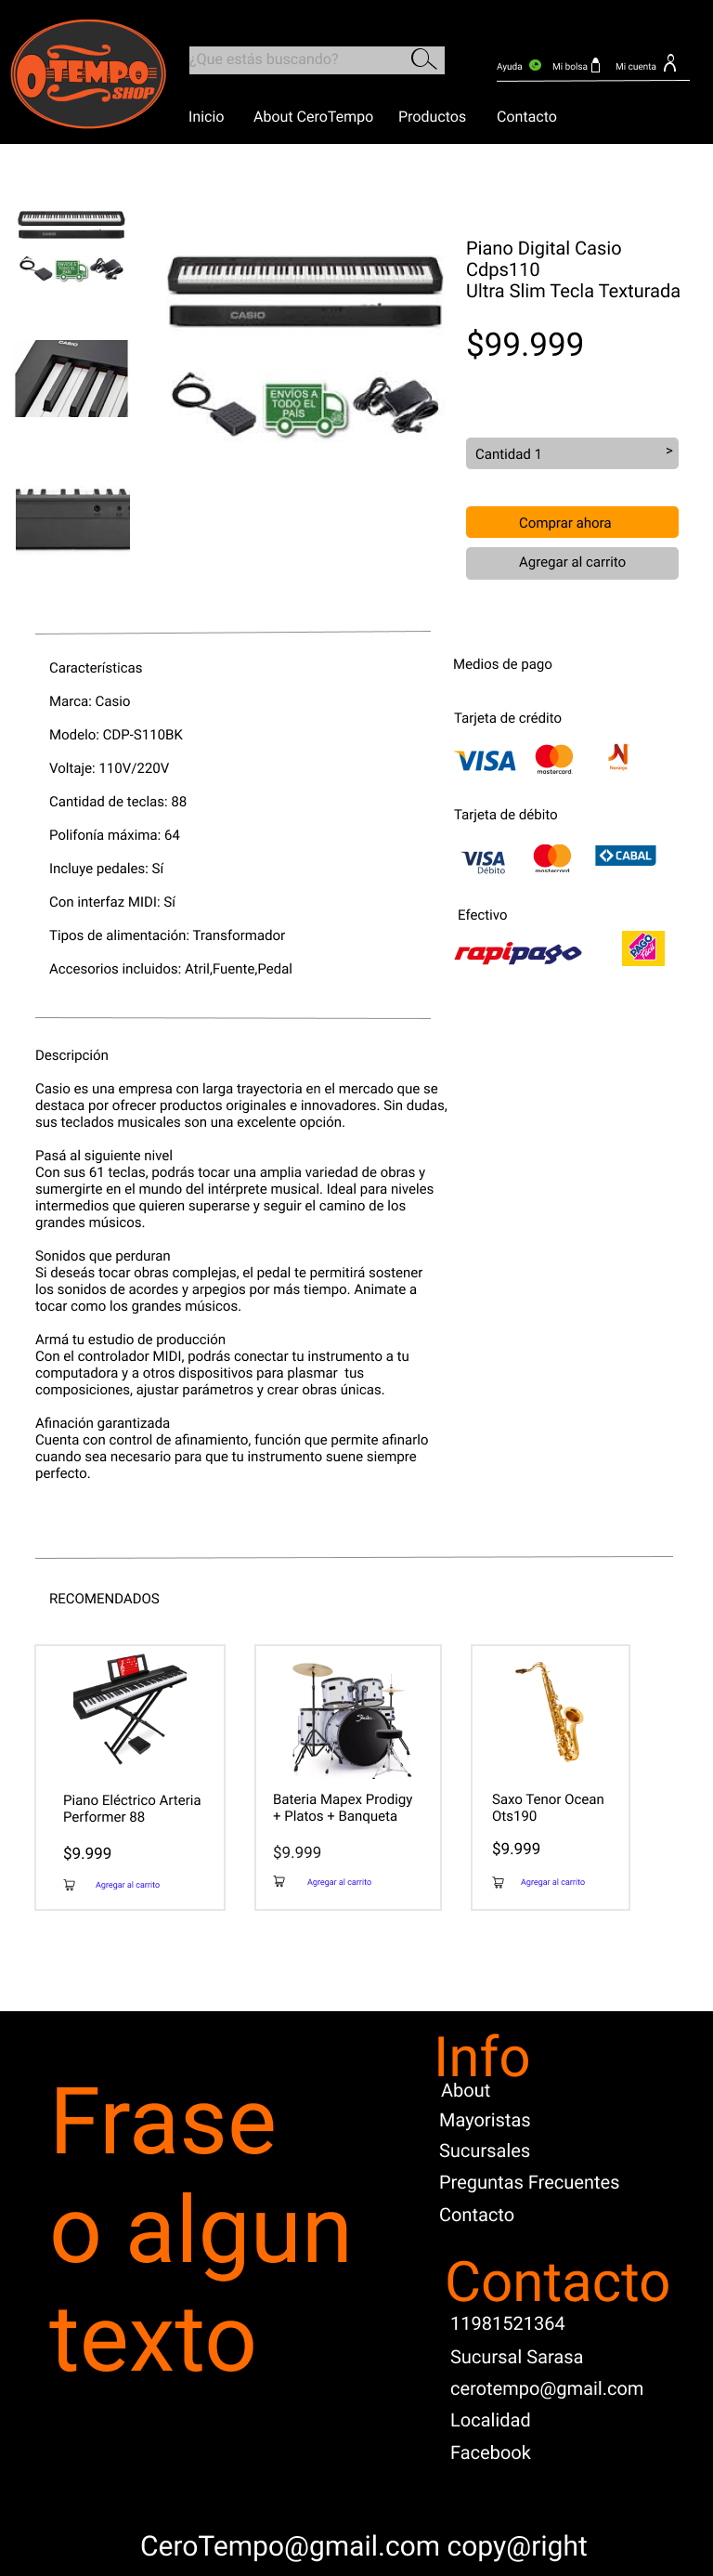 0 TEMPO
SHOP
¿Que estás buscando?
Ayuda
Mi bolsa
Mi cuenta
Inicio
About CeroTempo
Productos
Contacto
CASIO
ENVÍOS A
TODO EL
PAÍS
CASIO
Piano Digital Casio
Cdps110
Ultra Slim Tecla Texturada
$99.999
Cantidad 1 >
Comprar ahora
Agregar al carrito
Características
Marca: Casio
Modelo: CDP-S110BK
Voltaje: 110V/220V
Cantidad de teclas: 88
Polifonía máxima: 64
Incluye pedales: Sí
Con interfaz MIDI: Sí
Tipos de alimentación: Transformador
Accesorios incluidos: Atril,Fuente,Pedal
Medios de pago
Tarjeta de crédito
VISA
mastercard
N
Naranja
Tarjeta de débito
VISA
Débito
mastercard
CABAL
Efectivo
rapipago
PAGO
Descripción
Casio es una empresa con larga trayectoria en el mercado que se
destaca por ofrecer productos originales e innovadores. Sin dudas,
sus teclados musicales son una excelente opción.
Pasá al siguiente nivel
Con sus 61 teclas, podrás tocar una amplia variedad de obras y
sumergirte en el mundo del intérprete musical. Ideal para niveles
intermedios que quieren superarse y seguir el camino de los
grandes músicos.
Sonidos que perduran
Si deseás tocar obras complejas, el pedal te permitirá sostener
los sonidos de acordes y arpegios por más tiempo. Animate a
tocar como los grandes músicos.
Armá tu estudio de producción
Con el controlador MIDI, podrás conectar tu instrumento a tu
computadora y a otros dispositivos para plasmar  tus
composiciones, ajustar parámetros y crear obras únicas.
Afinación garantizada
Cuenta con control de afinamiento, función que permite afinarlo
cuando sea necesario para que tu instrumento suene siempre
perfecto.
RECOMENDADOS
Piano Eléctrico Arteria
Performer 88
$9.999
Agregar al carrito
Bateria Mapex Prodigy
+ Platos + Banqueta
$9.999
Agregar al carrito
Saxo Tenor Ocean
Ots190
$9.999
Agregar al carrito
Frase
o algun
texto
Info
About
Mayoristas
Sucursales
Preguntas Frecuentes
Contacto
Contacto
11981521364
Sucursal Sarasa
cerotempo@gmail.com
Localidad
Facebook
CeroTempo@gmail.com copy@right